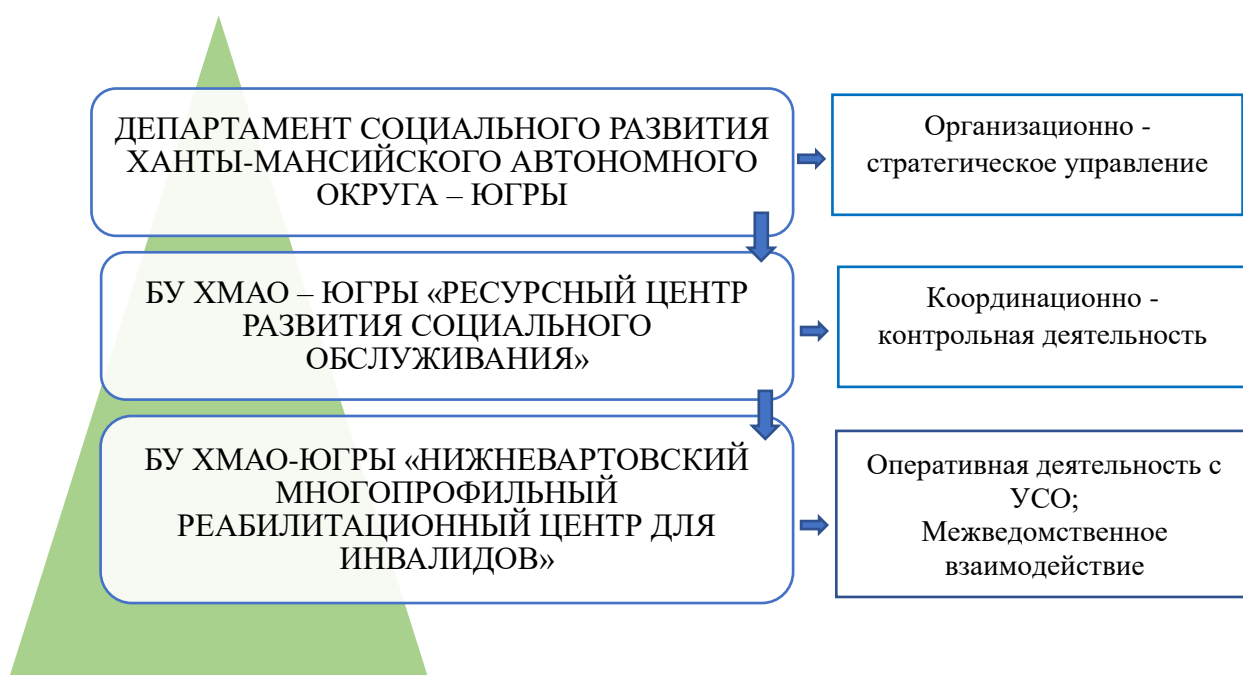 ДЕПАРТАМЕНТ СОЦИАЛЬНОГО РАЗВИТИЯ
ХАНТЫ-МАНСИЙСКОГО АВТОНОМНОГО
ОКРУГА – ЮГРЫ
Организационно -
стратегическое управление
БУ ХМАО – ЮГРЫ «РЕСУРСНЫЙ ЦЕНТР
РАЗВИТИЯ СОЦИАЛЬНОГО
ОБСЛУЖИВАНИЯ»
Координационно -
контрольная деятельность
БУ ХМАО-ЮГРЫ «НИЖНЕВАРТОВСКИЙ
МНОГОПРОФИЛЬНЫЙ
РЕАБИЛИТАЦИОННЫЙ ЦЕНТР ДЛЯ
ИНВАЛИДОВ»
Оперативная деятельность с
УСО;
Межведомственное
взаимодействие